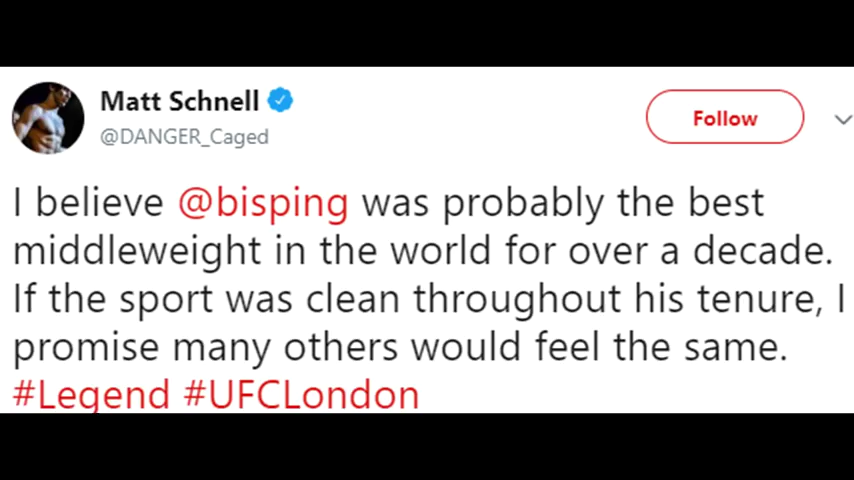 Matt Schnell
@DANGER_Caged
Follow
I believe @bisping was probably the best
middleweight in the world for over a decade.
If the sport was clean throughout his tenure, I
promise many others would feel the same.
#Legend #UFCLondon